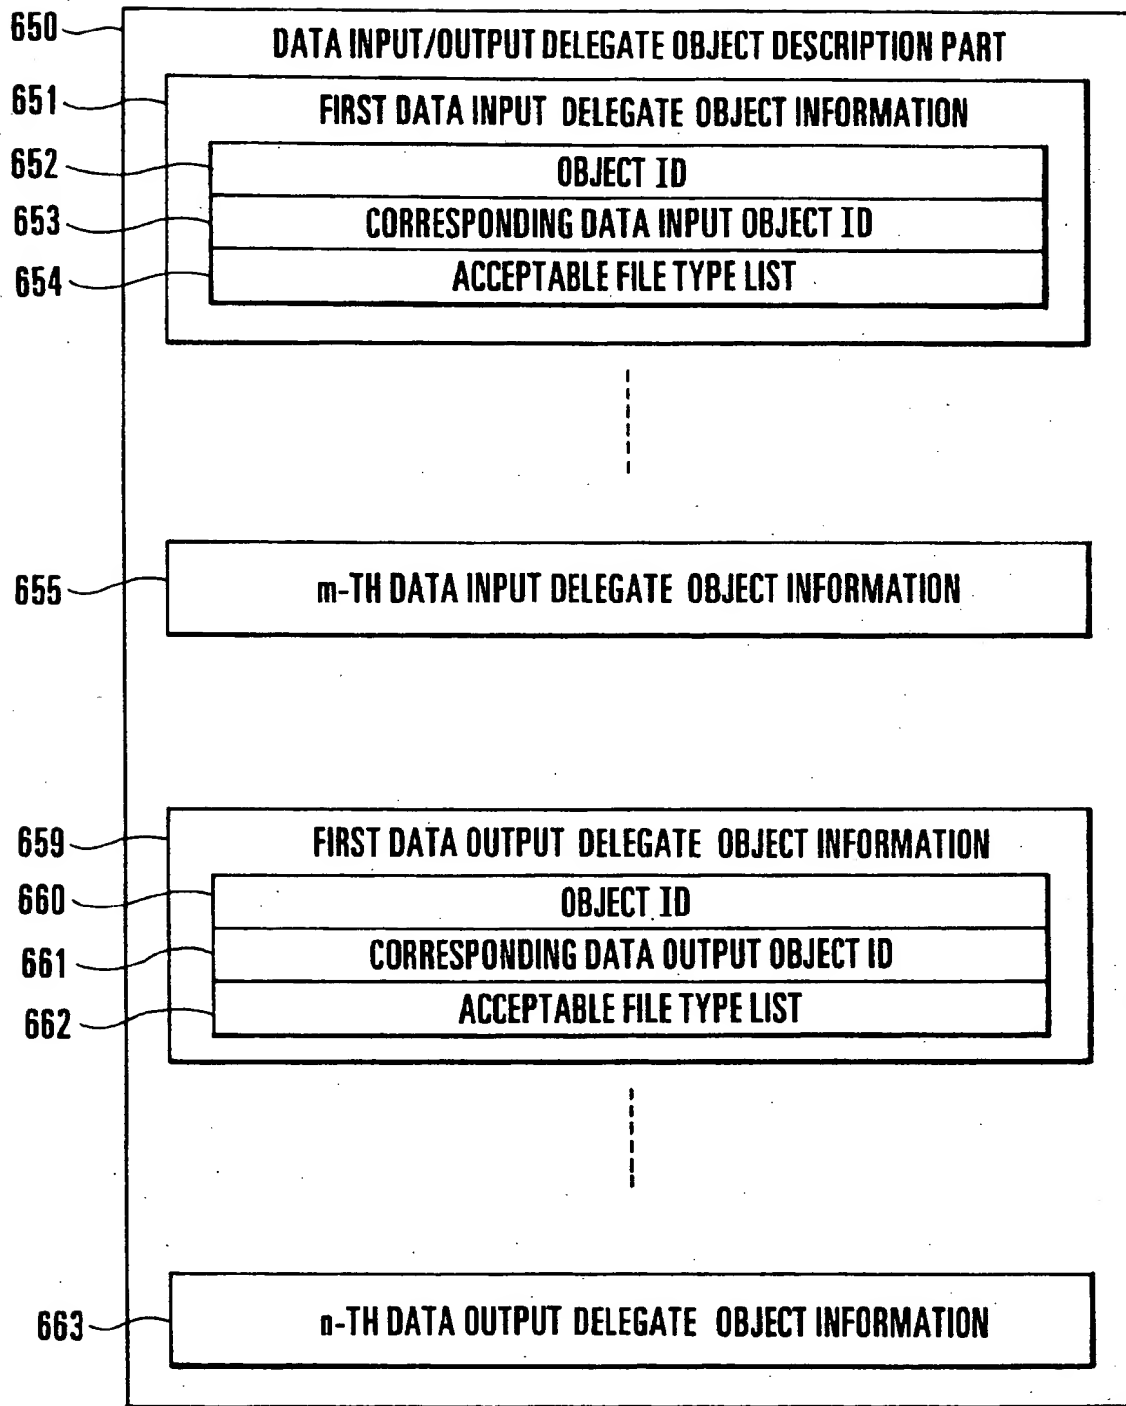 650 DATA INPUT/OUTPUT DELEGATE OBJECT DESCRIPTION PART
651 FIRST DATA INPUT DELEGATE OBJECT INFORMATION
652 OBJECT ID
653 CORRESPONDING DATA INPUT OBJECT ID
654 ACCEPTABLE FILE TYPE LIST
655 m-TH DATA INPUT DELEGATE OBJECT INFORMATION
659 FIRST DATA OUTPUT DELEGATE OBJECT INFORMATION
660 OBJECT ID
661 CORRESPONDING DATA OUTPUT OBJECT ID
662 ACCEPTABLE FILE TYPE LIST
663 n-TH DATA OUTPUT DELEGATE OBJECT INFORMATION